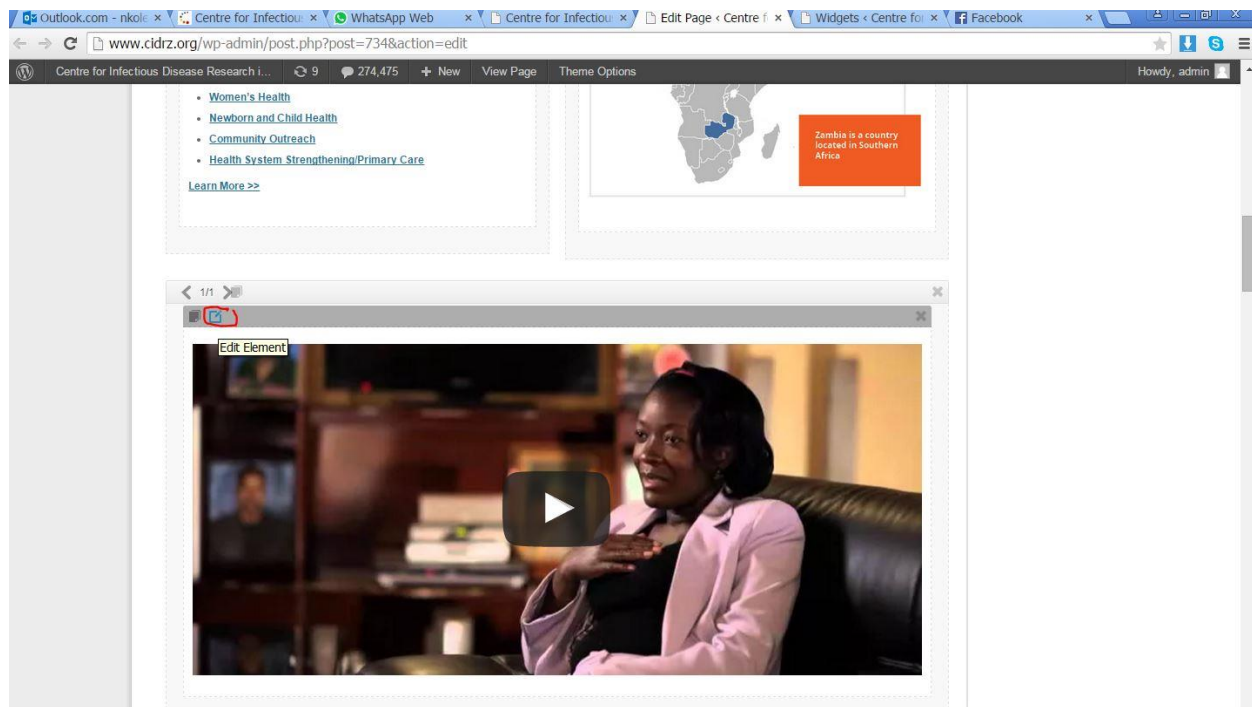 Outlook.com - nkole
Centre for Infectiou
WhatsApp Web
Centre for Infectiou
Edit Page < Centre f
Widgets < Centre fo
Facebook
www.cidrz.org/wp-admin/post.php?post=734&action=edit
Centre for Infectious Disease Research i...
9
274,475
+ New
View Page
Theme Options
Howdy, admin
Women's Health
Newborn and Child Health
Community Outreach
Health System Strengthening/Primary Care
Learn More >>
Zambia is a country
located in Southern
Africa
1/1
Edit Element